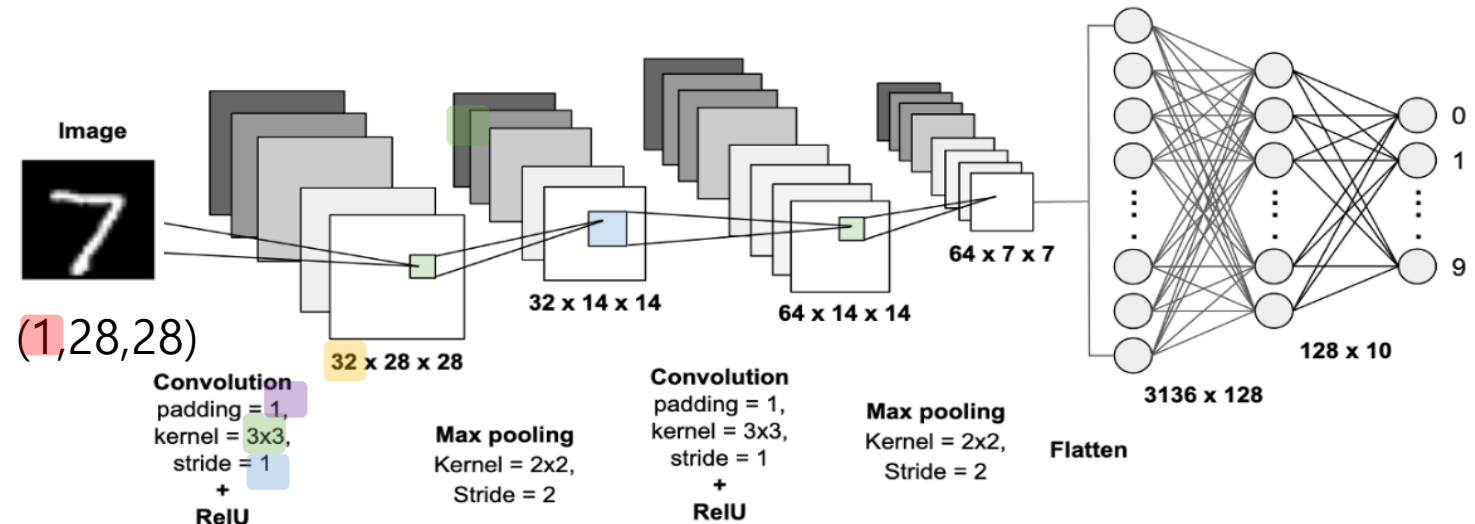 Image
(1,28,28)
32 x 28 x 28
Convolution
padding = 1,
kernel = 3x3,
stride = 1
+
RelU
32 x 14 x 14
Max pooling
Kernel = 2x2,
Stride = 2
64 x 14 x 14
Convolution
padding = 1,
kernel = 3x3,
stride = 1
+
RelU
64 x 7 x 7
Max pooling
Kernel = 2x2,
Stride = 2
Flatten
3136 x 128
128 x 10
0
1
9
7